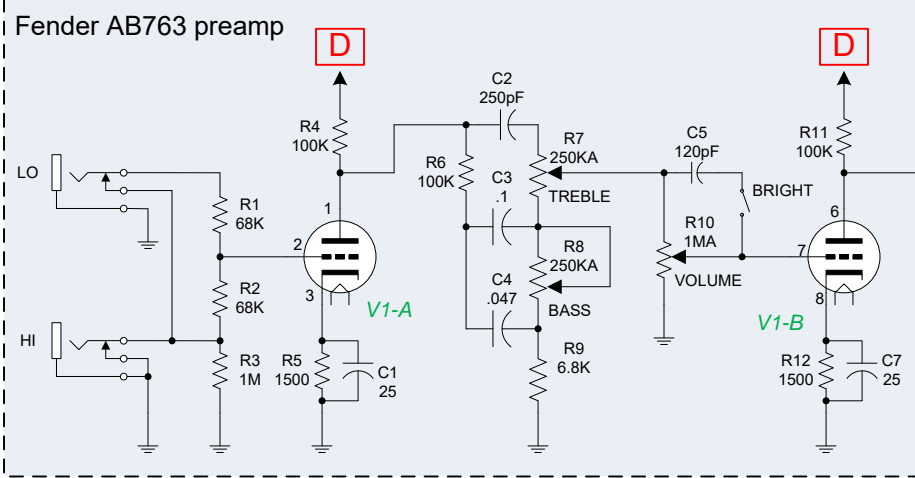 Fender AB763 preamp
D
D
R4
100K
C2
250pF
R7
250KA
TREBLE
R6
100K
C3
.1
C5
120pF
BRIGHT
R11
100K
LO
R1
68K
1
2
3
V1-A
R2
68K
R8
250KA
BASS
C4
.047
R10
1MA
VOLUME
6
7
8
V1-B
HI
R3
1M
R5
1500
C1
25
R9
6.8K
R12
1500
C7
25